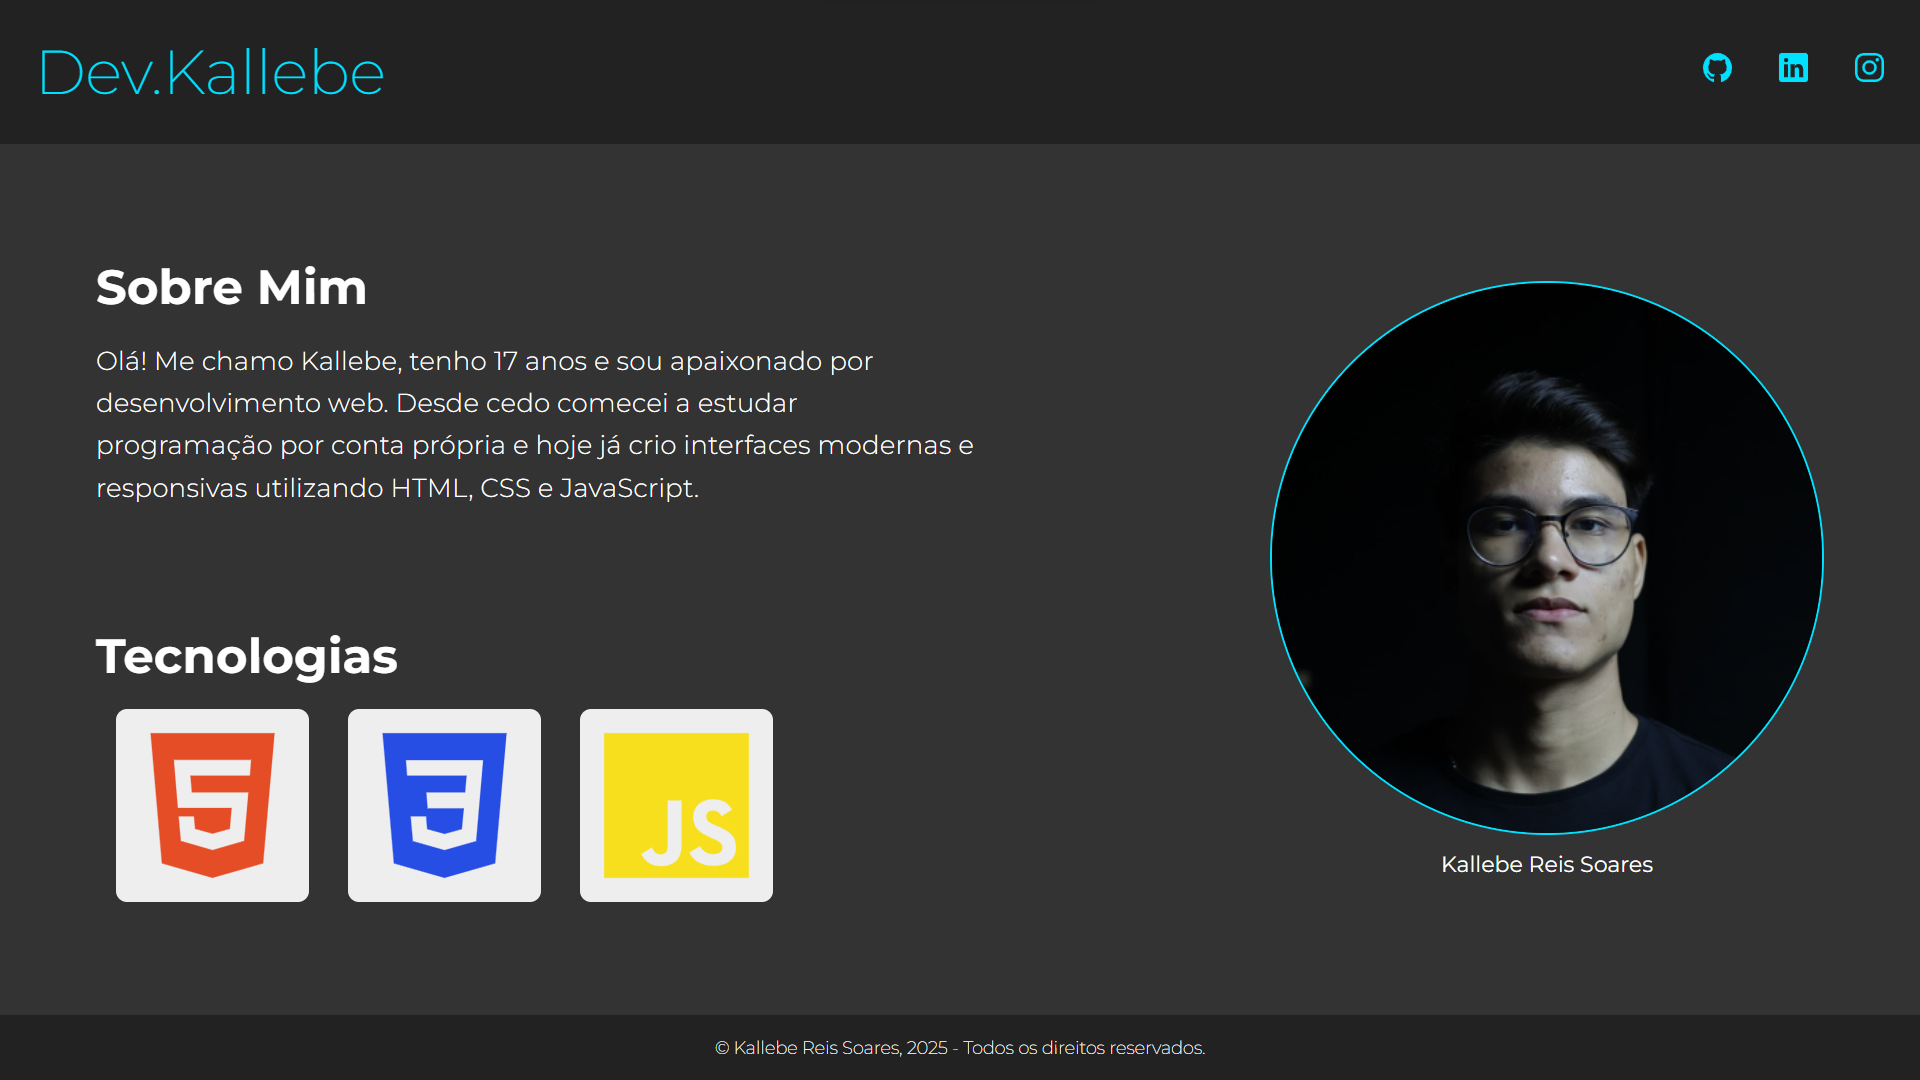 Dev.Kallebe
Sobre Mim
Olá! Me chamo Kallebe, tenho 17 anos e sou apaixonado por
desenvolvimento web. Desde cedo comecei a estudar
programação por conta própria e hoje já crio interfaces modernas e
responsivas utilizando HTML, CSS e JavaScript.
Tecnologias
5
3
JS
Kallebe Reis Soares
© Kallebe Reis Soares, 2025 - Todos os direitos reservados.